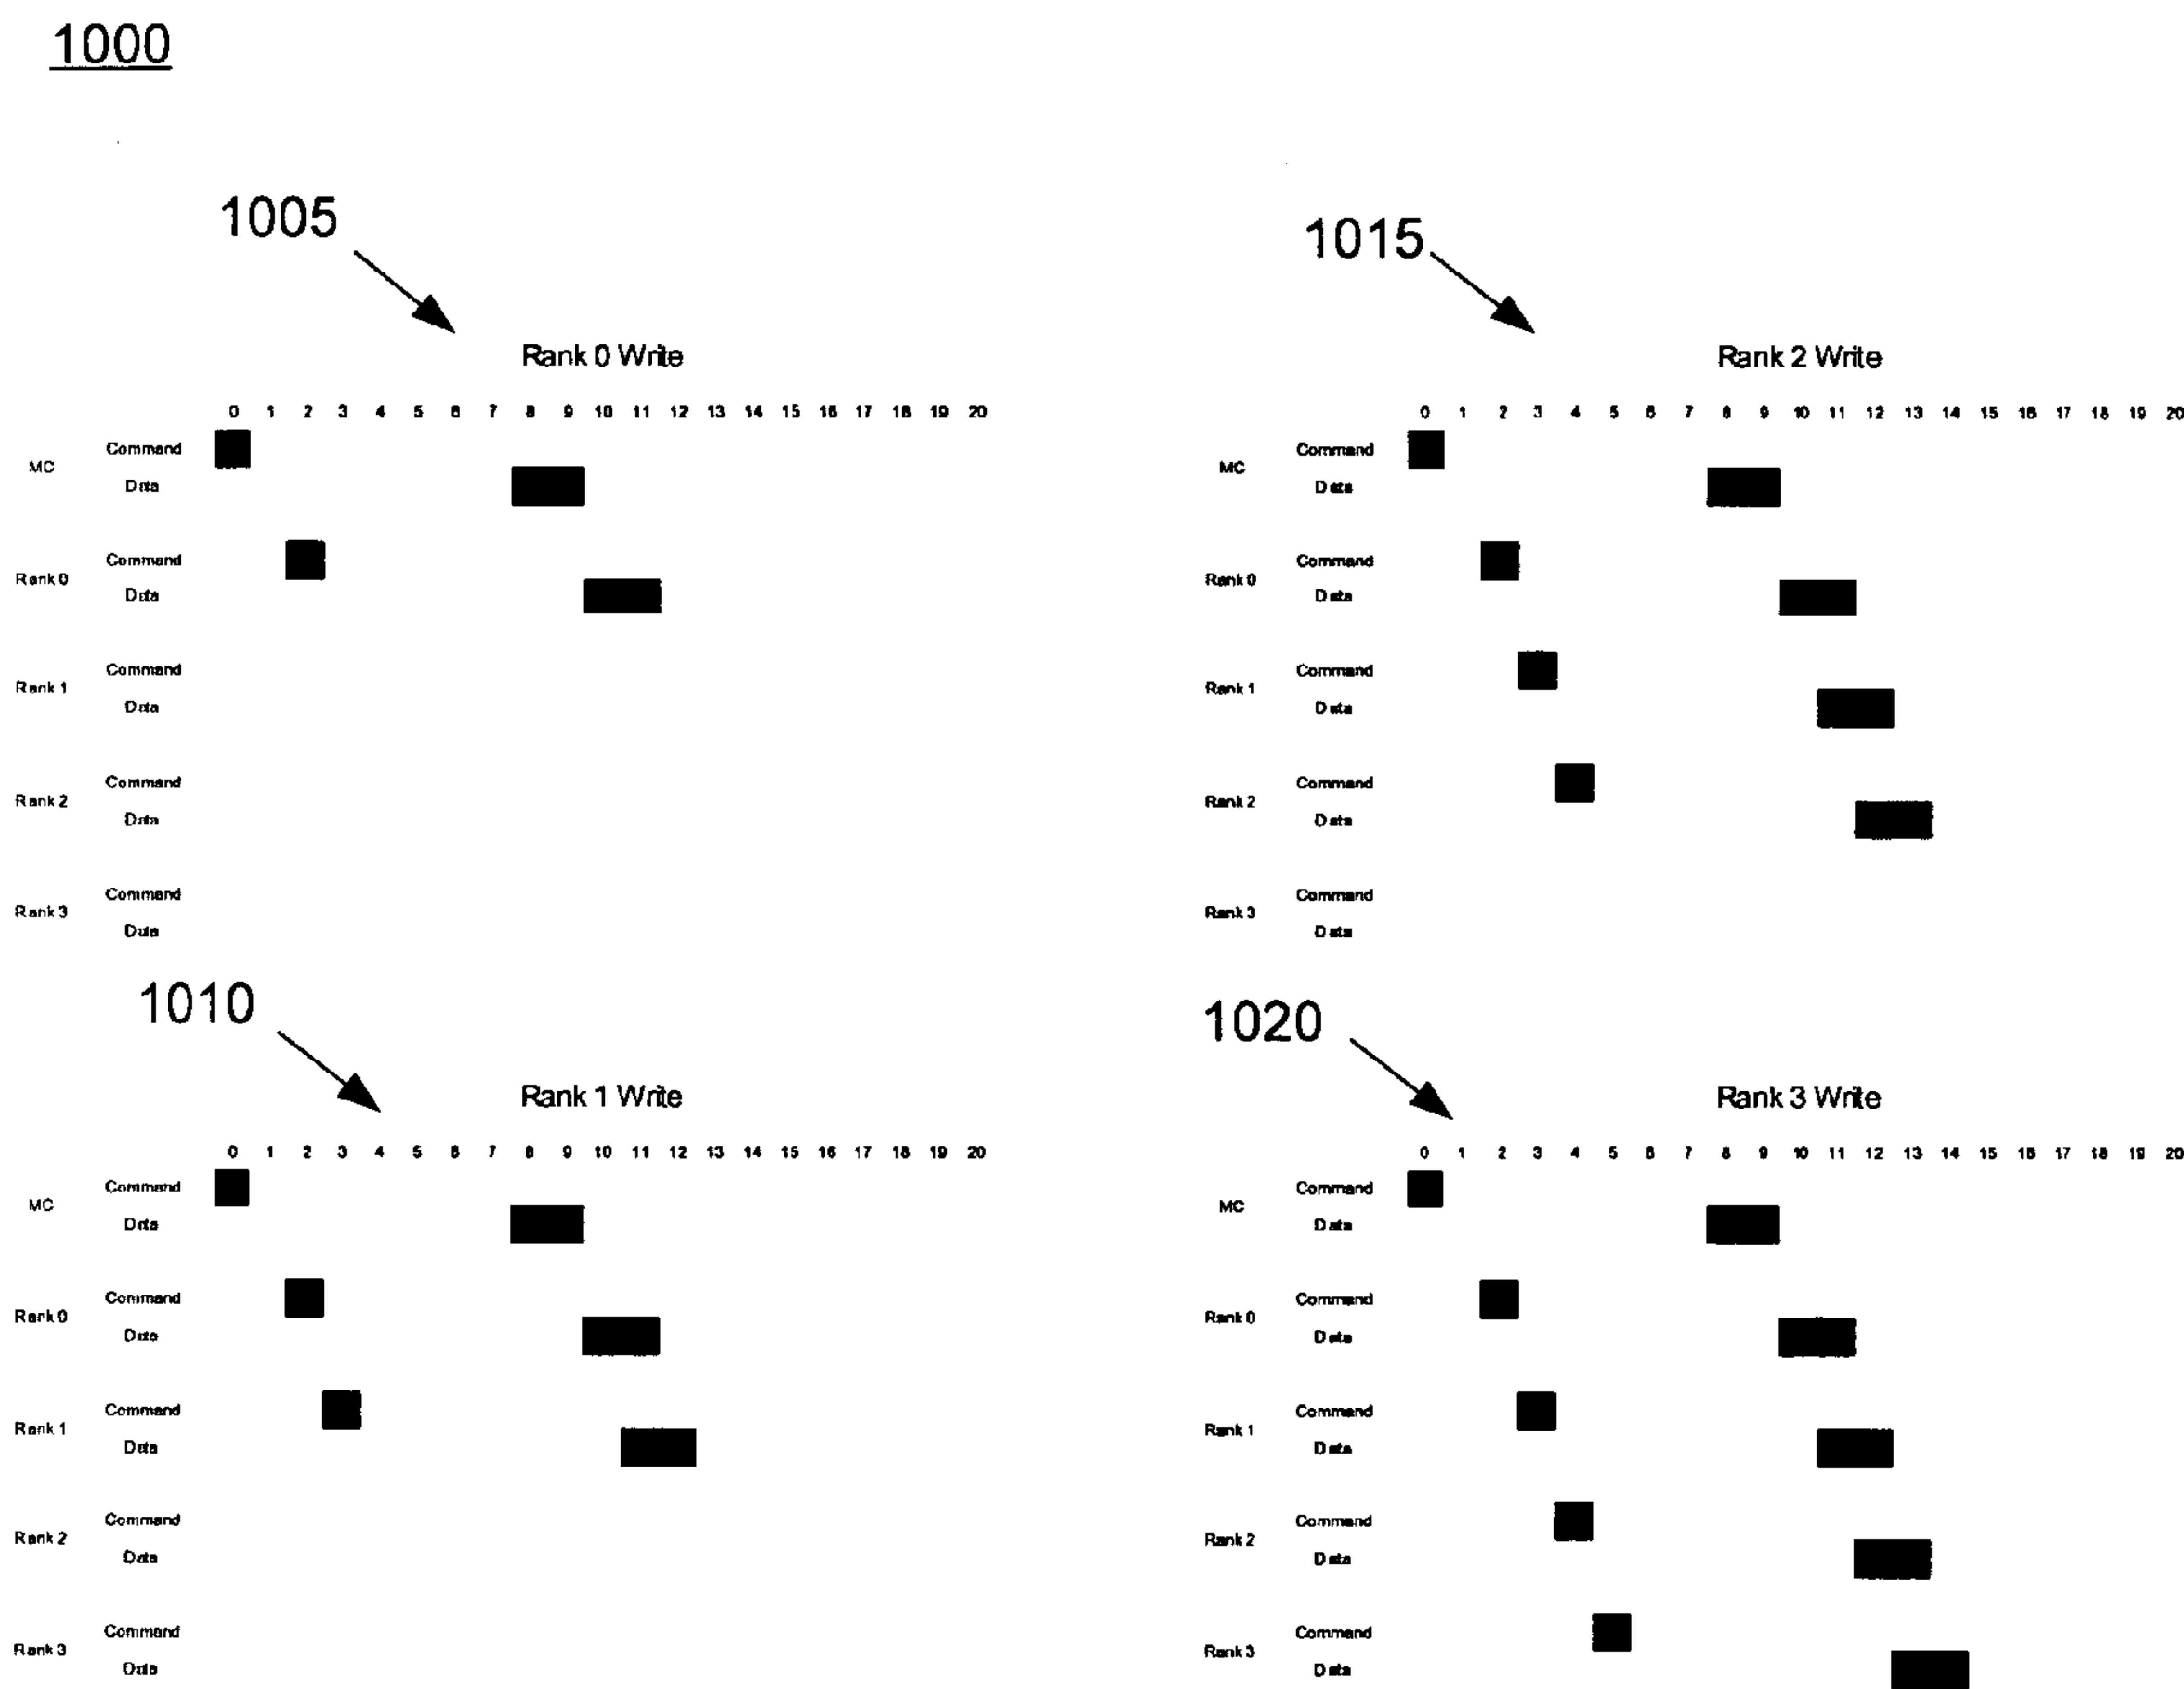 1000
1005
Rank 0 Write
0 1 2 3 4 5 6 7 8 9 10 11 12 13 14 15 16 17 18 19 20
MC
Command
Data
Rank 0
Command
Data
Rank 1
Command
Data
Rank 2
Command
Data
Rank 3
Command
Data
1015
Rank 2 Write
0 1 2 3 4 5 6 7 8 9 10 11 12 13 14 15 16 17 18 19 20
MC
Command
Data
Rank 0
Command
Data
Rank 1
Command
Data
Rank 2
Command
Data
Rank 3
Command
Data
1010
Rank 1 Write
0 1 2 3 4 5 6 7 8 9 10 11 12 13 14 15 16 17 18 19 20
MC
Command
Data
Rank 0
Command
Data
Rank 1
Command
Data
Rank 2
Command
Data
Rank 3
Command
Data
1020
Rank 3 Write
0 1 2 3 4 5 6 7 8 9 10 11 12 13 14 15 16 17 18 19 20
MC
Command
Data
Rank 0
Command
Data
Rank 1
Command
Data
Rank 2
Command
Data
Rank 3
Command
Data